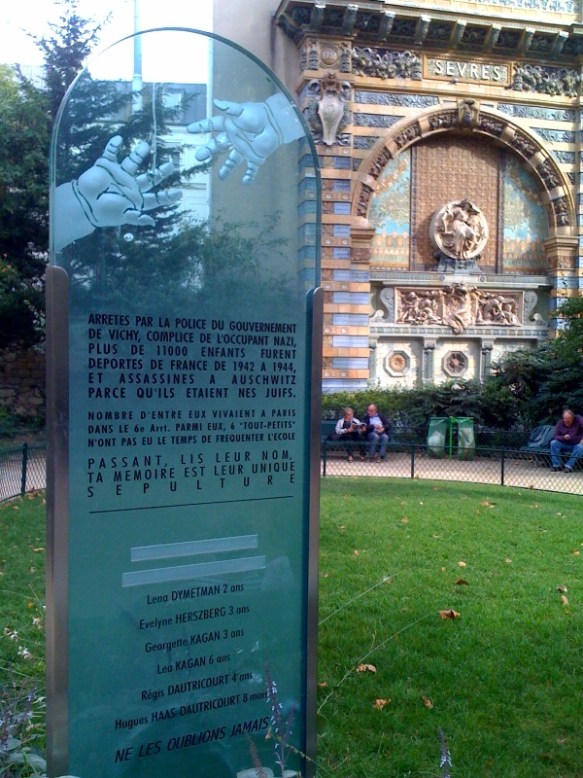 SEVRES
ARRETES PAR LA POLICE DU GOUVERNEMENT
DE VICHY, COMPLICE DE L'OCCUPANT NAZI,
PLUS DE 11000 ENFANTS FURENT
DEPORTES DE FRANCE DE 1942 A 1944,
ET ASSASSINES A AUSCHWITZ
PARCE QU'ILS ETAIENT NES JUIFS.
NOMBRE D'ENTRE EUX VIVAIENT A PARIS
DANS LE 6e Arrt. PARMI EUX, 6 "TOUT-PETITS"
N'ONT PAS EU LE TEMPS DE FREQUENTER L'ECOLE
PASSANT, LIS LEUR NOM,
TA MEMOIRE EST LEUR UNIQUE
SEPULTURE
Lena DYMETMAN 2 ans
Evelyne HERSZBERG 3 ans
Georgette KAGAN 3 ans
Léa KAGAN 6 ans
Régis DAUTRICOURT 4 ans
Hugues HAAS-DAUTRICOURT 8 mois
NE LES OUBLIONS JAMAIS